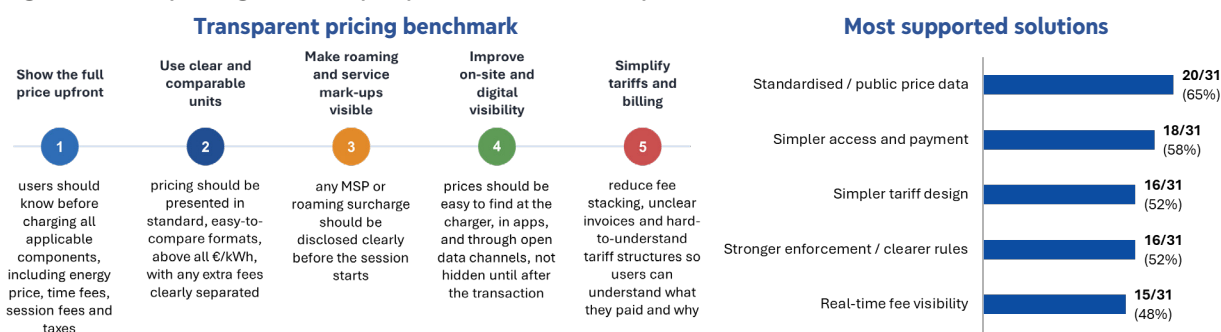 Transparent pricing benchmark
Show the full
price upfront
1
users should
know before
charging all
applicable
components,
including energy
price, time fees,
session fees and
taxes
Use clear and
comparable
units
2
pricing should be
presented in
standard, easy-to-
compare formats,
above all €/kWh,
with any extra fees
clearly separated
Make roaming
and service
mark-ups
visible
3
any MSP or
roaming surcharge
should be
disclosed clearly
before the session
starts
Improve
on-site and
digital
visibility
4
prices should be
easy to find at the
charger, in apps,
and through open
data channels, not
hidden until after
the transaction
Simplify
tariffs and
billing
5
reduce fee
stacking, unclear
invoices and hard-
to-understand
tariff structures so
users can
understand what
they paid and why
Most supported solutions
Standardised / public price data
20/31
(65%)
Simpler access and payment
18/31
(58%)
Simpler tariff design
16/31
(52%)
Stronger enforcement / clearer rules
16/31
(52%)
Real-time fee visibility
15/31
(48%)